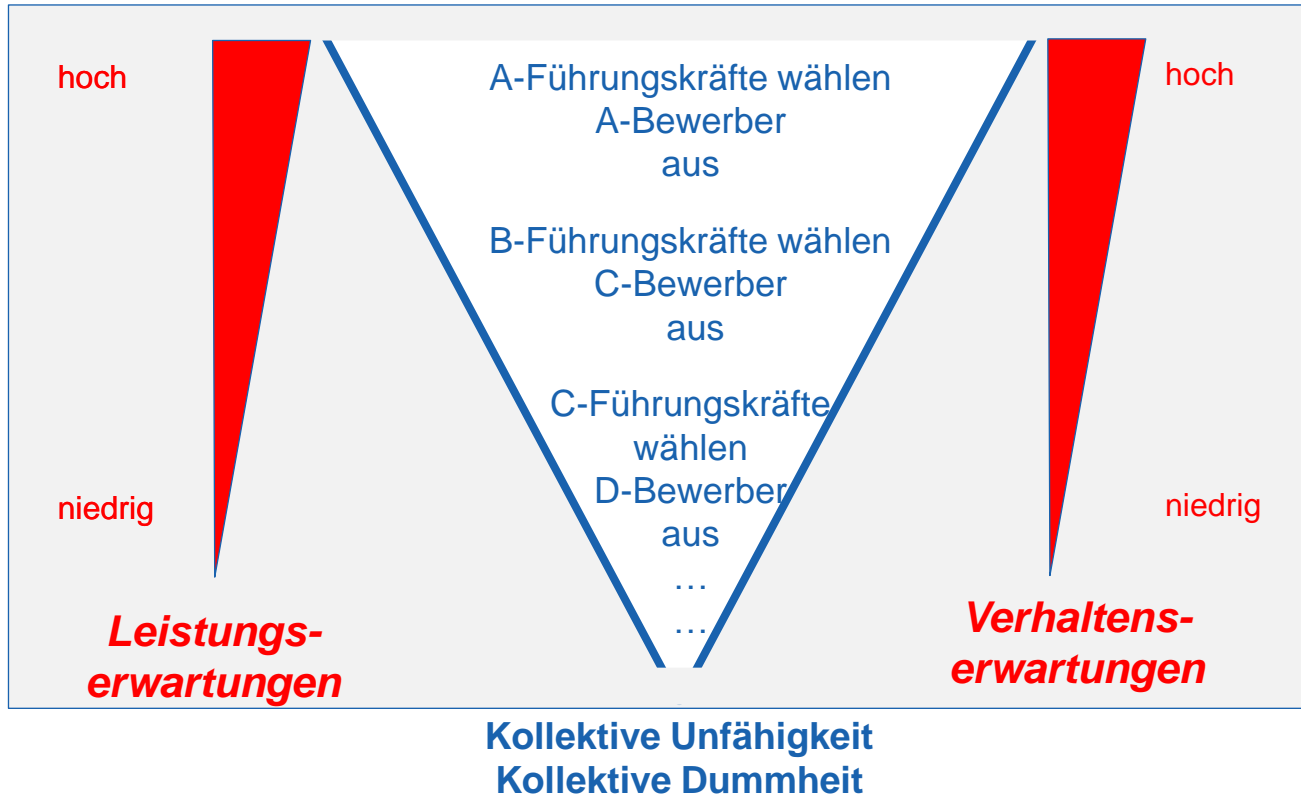 hoch
hoch
A-Führungskräfte wählen
A-Bewerber
aus
B-Führungskräfte wählen
C-Bewerber
aus
C-Führungskräfte
wählen
D-Bewerber
aus
…
…
niedrig
niedrig
Leistungs-
erwartungen
Verhaltens-
erwartungen
Kollektive Unfähigkeit
Kollektive Dummheit